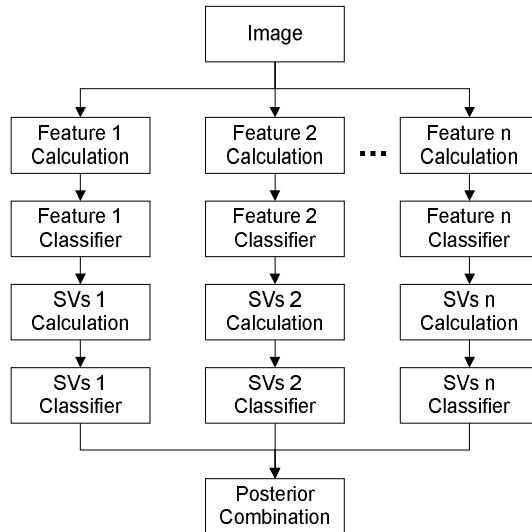 Image
Feature 1
Calculation
Feature 2
Calculation
...
Feature n
Calculation
Feature 1
Classifier
Feature 2
Classifier
Feature n
Classifier
SVs 1
Calculation
SVs 2
Calculation
SVs n
Calculation
SVs 1
Classifier
SVs 2
Classifier
SVs n
Classifier
Posterior
Combination